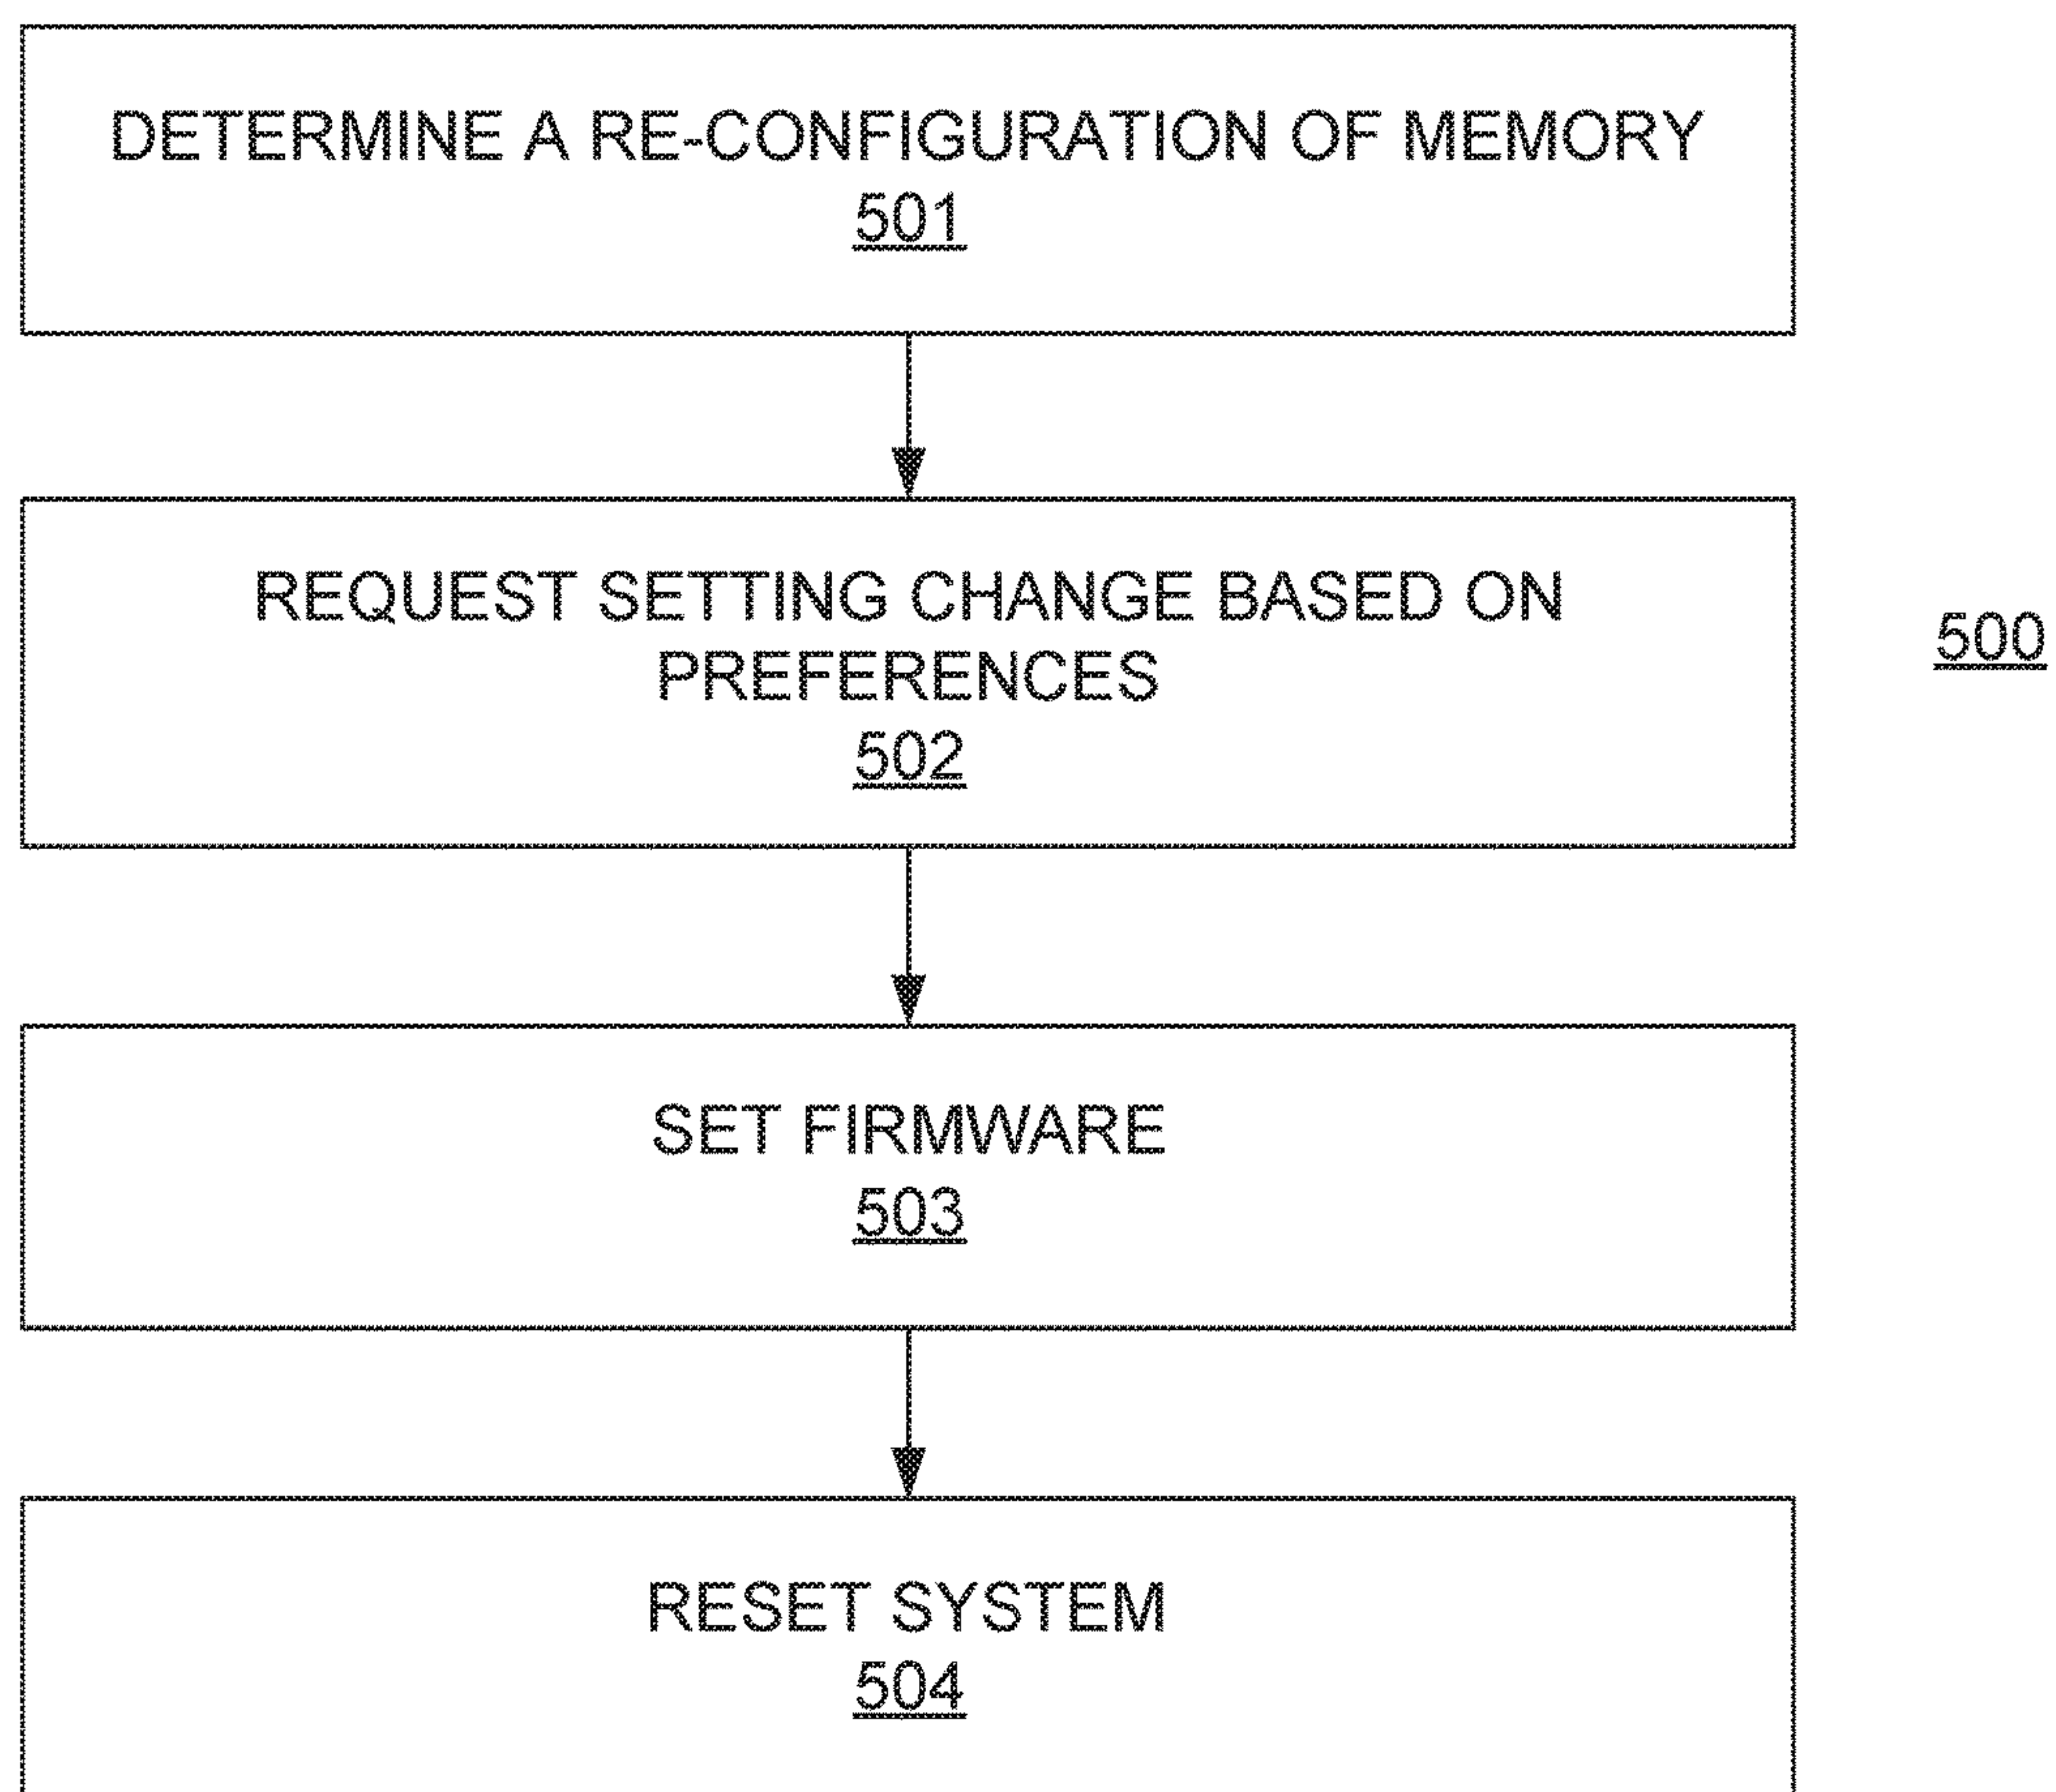 DETERMINE A RE-CONFIGURATION OF MEMORY
501
REQUEST SETTING CHANGE BASED ON
PREFERENCES
502
500
SET FIRMWARE
503
RESET SYSTEM
504